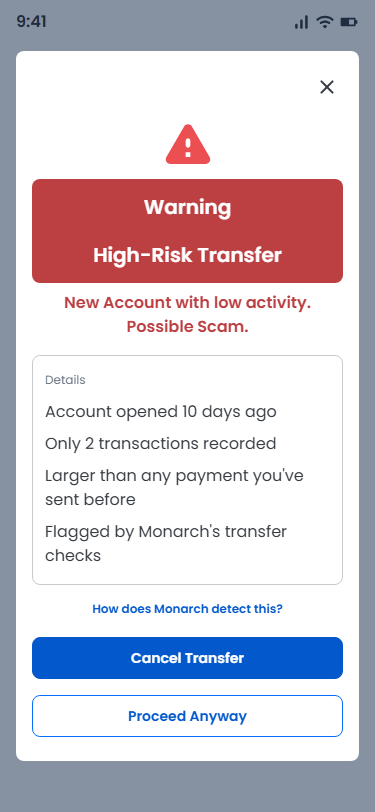 9:41
Warning
High-Risk Transfer
New Account with low activity.
Possible Scam.
Details
Account opened 10 days ago
Only 2 transactions recorded
Larger than any payment you've
sent before
Flagged by Monarch's transfer
checks
How does Monarch detect this?
Cancel Transfer
Proceed Anyway